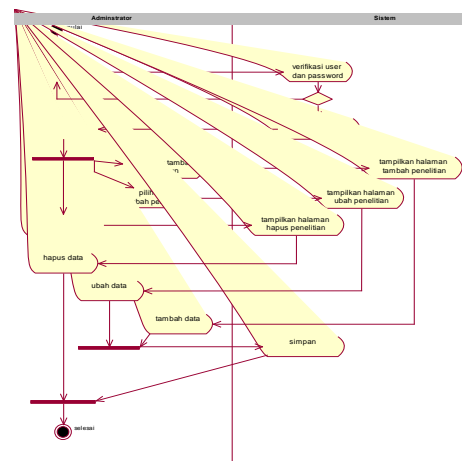 Adminstrator
Sistem
verifikasi user
dan password
tampilkan halaman
tambah penelitian
tampilkan halaman
ubah penelitian
tampilkan halaman
hapus penelitian
hapus data
ubah data
tambah data
simpan
selesai